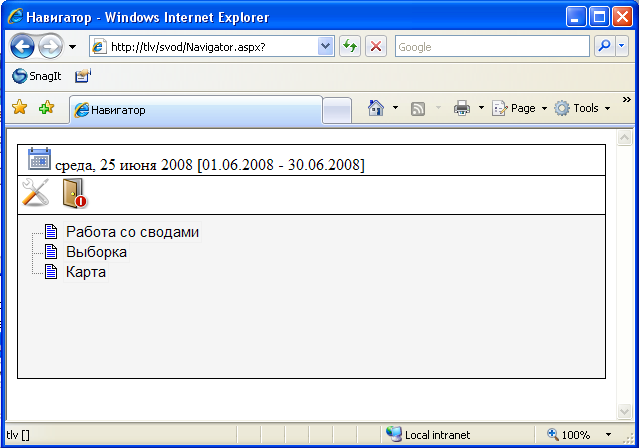 Навигатор - Windows Internet Explorer
http://tlv/svod/Navigator.aspx?
Google
SnagIt
Навигатор
Page
Tools
»
среда, 25 июня 2008 [01.06.2008 - 30.06.2008]
Работа со сводами
Выборка
Карта
tlv []
Local intranet
100%